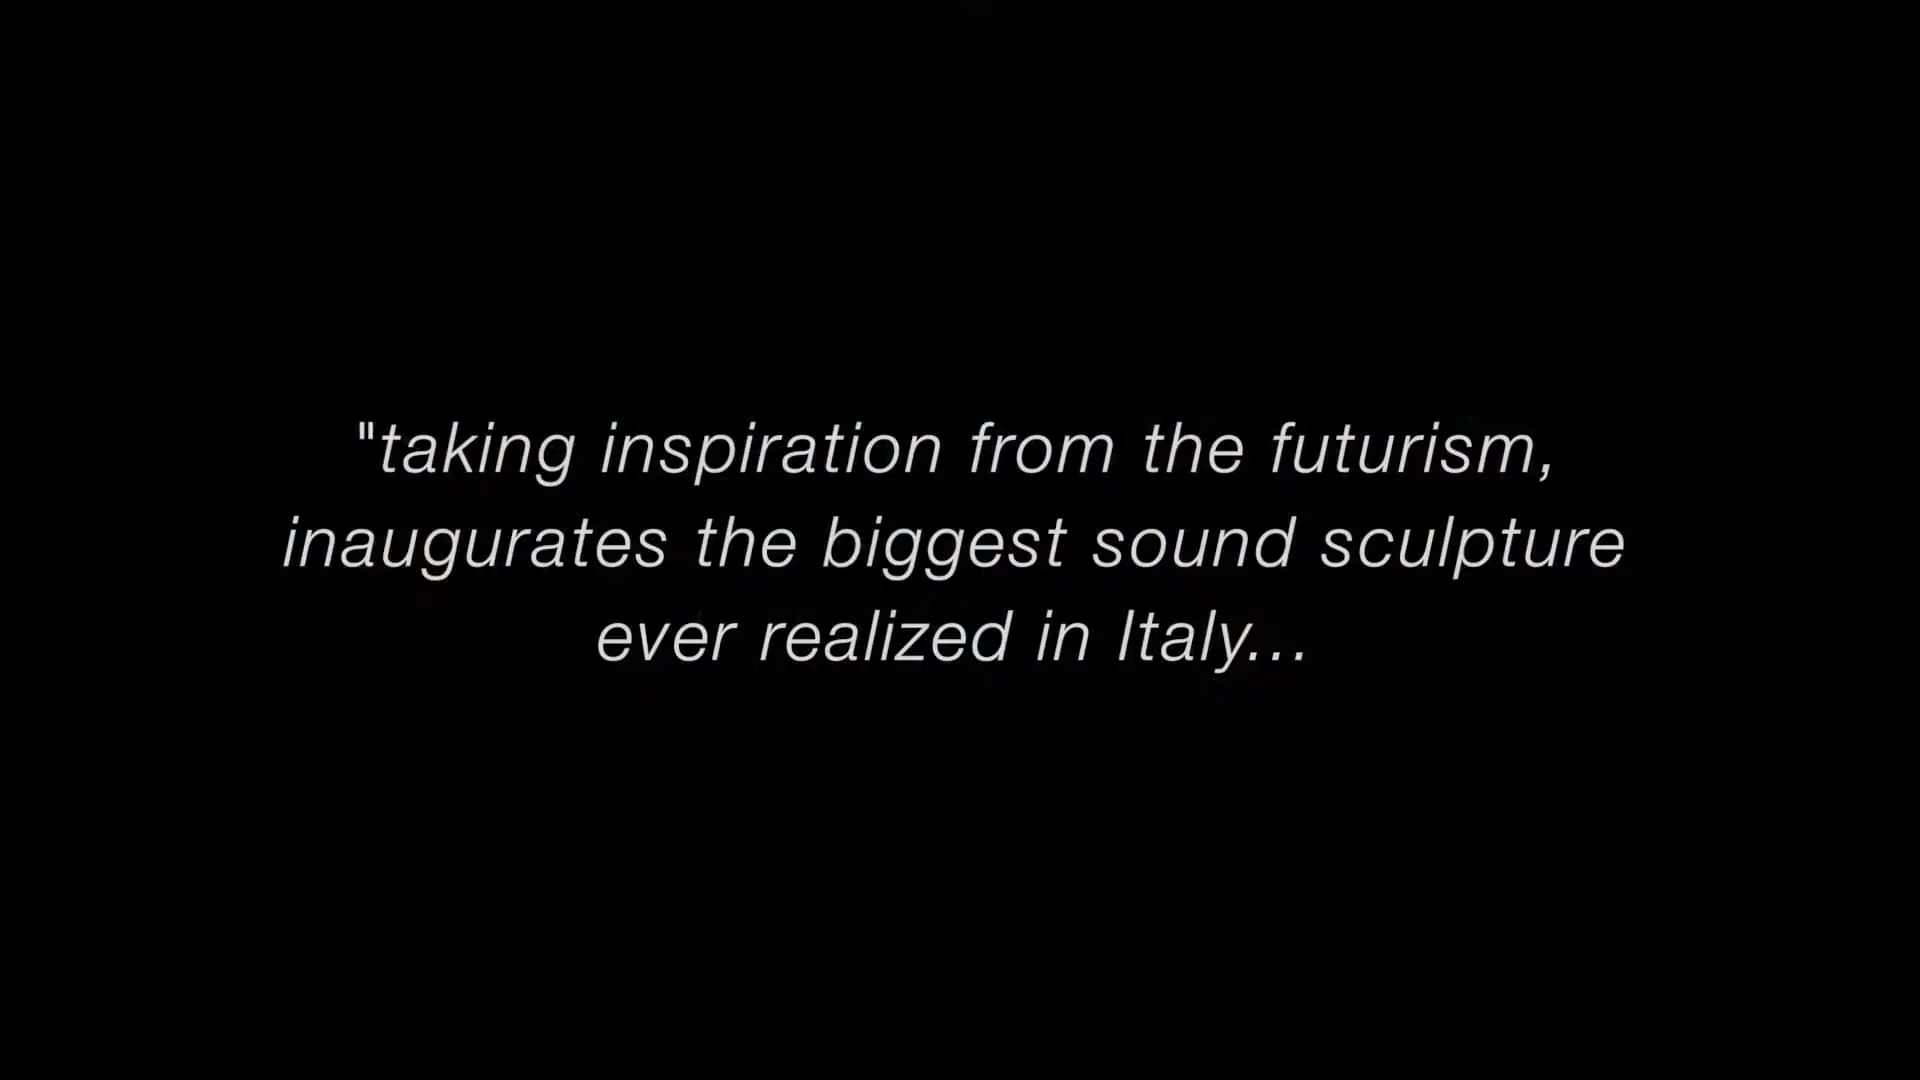 "taking inspiration from the futurism,
inaugurates the biggest sound sculpture
ever realized in Italy...